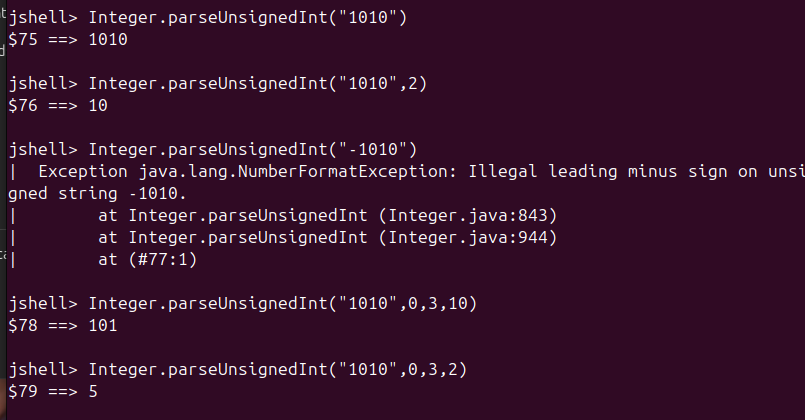 jshell> Integer.parseUnsignedInt("1010")
$75 ==> 1010
jshell> Integer.parseUnsignedInt("1010",2)
$76 ==> 10
jshell> Integer.parseUnsignedInt("-1010")
|  Exception java.lang.NumberFormatException: Illegal leading minus sign on unsi
gned string -1010.
|        at Integer.parseUnsignedInt (Integer.java:843)
|        at Integer.parseUnsignedInt (Integer.java:944)
|        at (#77:1)
jshell> Integer.parseUnsignedInt("1010",0,3,10)
$78 ==> 101
jshell> Integer.parseUnsignedInt("1010",0,3,2)
$79 ==> 5